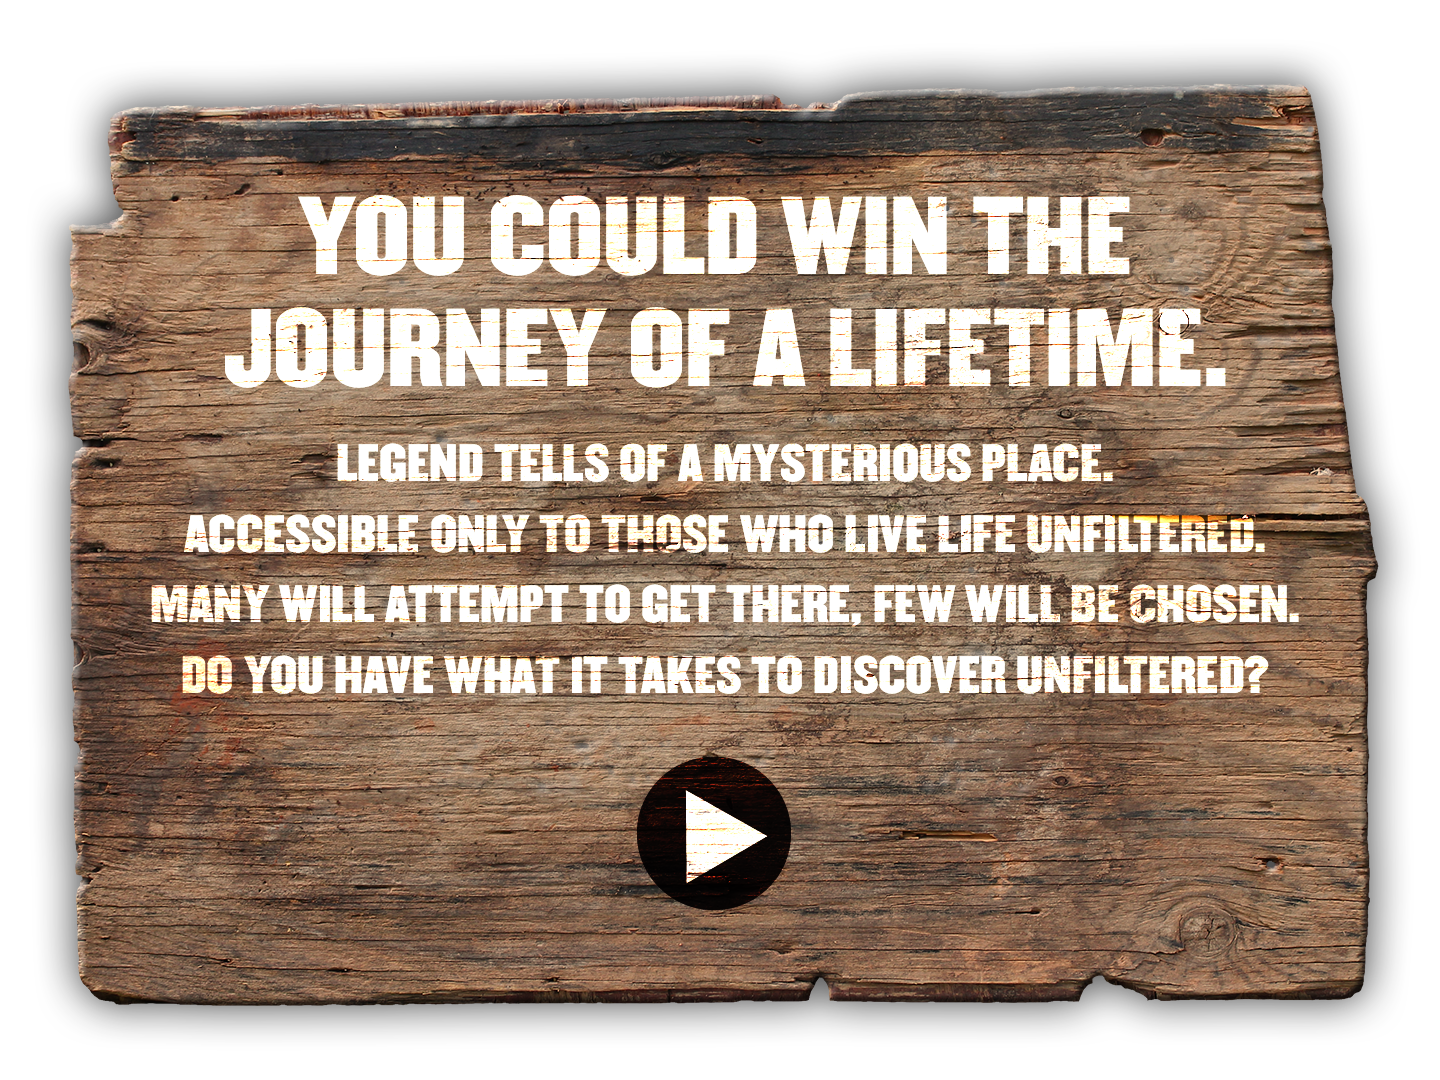 YOU COULD WIN THE
JOURNEY OF A LIFETIME.
LEGEND TELLS OF A MYSTERIOUS PLACE.
ACCESSIBLE ONLY TO THOSE WHO LIVE LIFE UNFILTERED.
MANY WILL ATTEMPT TO GET THERE, FEW WILL BE CHOSEN.
DO YOU HAVE WHAT IT TAKES TO DISCOVER UNFILTERED?